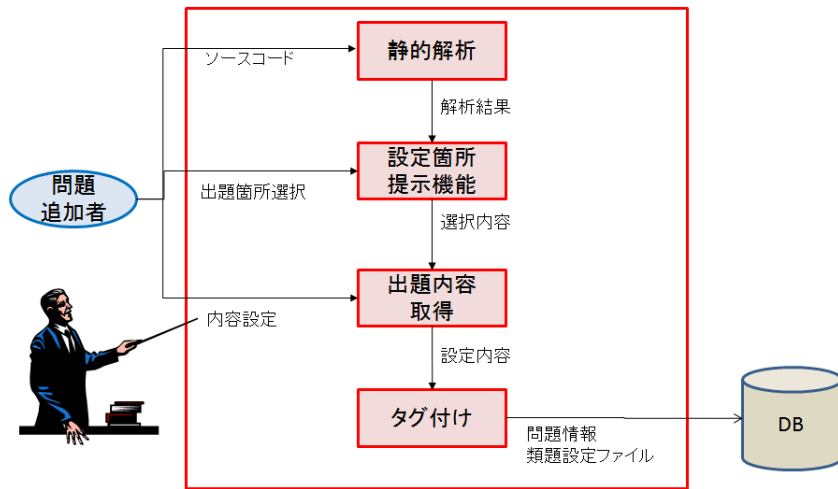 静的解析
ソースコード
解析結果
設定箇所
提示機能
問題
追加者
出題箇所選択
選択内容
出題内容
取得
内容設定
設定内容
タグ付け
問題情報
類題設定ファイル
DB